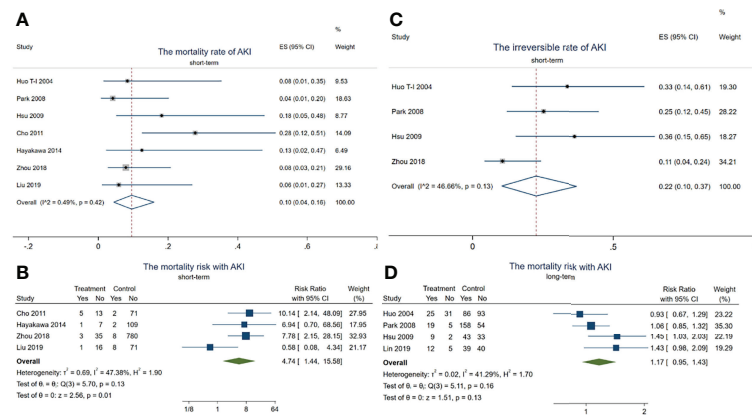 A
The mortality rate of AKI
short-term
%
Study
ES (95% CI)
Weight
Huo T-I 2004
0.08 (0.01, 0.35)
9.53
Park 2008
0.04 (0.01, 0.20)
18.63
Hsu 2009
0.18 (0.05, 0.48)
8.77
Cho 2011
0.28 (0.12, 0.51)
14.09
Hayakawa 2014
0.13 (0.02, 0.47)
6.49
Zhou 2018
0.08 (0.03, 0.21)
29.16
Liu 2019
0.06 (0.01, 0.27)
13.33
Overall (I^2 = 0.49%, p = 0.42)
0.10 (0.04, 0.16)
100.00
-.2 0 .2 .4 .6 .8
C
The irreversible rate of AKI
short-term
%
Study
ES (95% CI)
Weight
Huo T-I 2004
0.33 (0.14, 0.61)
19.30
Park 2008
0.25 (0.12, 0.45)
28.22
Hsu 2009
0.36 (0.15, 0.65)
18.27
Zhou 2018
0.11 (0.04, 0.24)
34.21
Overall (I^2 = 46.66%, p = 0.13)
0.22 (0.10, 0.37)
100.00
0 .5 1
B
The mortality risk with AKI
short-term
Treatment Control Risk Ratio Weight
Study Yes No Yes No with 95% CI (%)
Cho 2011 5 13 2 71 10.14 [ 2.14, 48.09] 27.95
Hayakawa 2014 1 7 2 109 6.94 [ 0.70, 68.56] 17.95
Zhou 2018 3 35 8 780 7.78 [ 2.15, 28.15] 32.93
Liu 2019 1 16 8 71 0.58 [ 0.08, 4.34] 21.17
Overall 4.74 [ 1.44, 15.58]
Heterogeneity: τ² = 0.69, I² = 47.38%, H² = 1.90
Test of θᵢ = θⱼ: Q(3) = 5.70, p = 0.13
Test of θ = 0: z = 2.56, p = 0.01
1/8 1 8 64
D
The mortality risk with AKI
long-tens
Treatment Control Risk Ratio Weight
Study Yes No Yes No with 95% CI (%)
Huo 2004 25 31 86 93 0.93 [ 0.67, 1.29] 23.22
Park 2008 19 5 158 54 1.06 [ 0.85, 1.32] 35.30
Hsu 2009 9 2 43 33 1.45 [ 1.03, 2.03] 22.19
Lin 2019 12 5 39 40 1.43 [ 0.98, 2.09] 19.29
Overall 1.17 [ 0.95, 1.43]
Heterogeneity: τ² = 0.02, I² = 41.29%, H² = 1.70
Test of θᵢ = θⱼ: Q(3) = 5.11, p = 0.16
Test of θ = 0: z = 1.51, p = 0.13
1 2